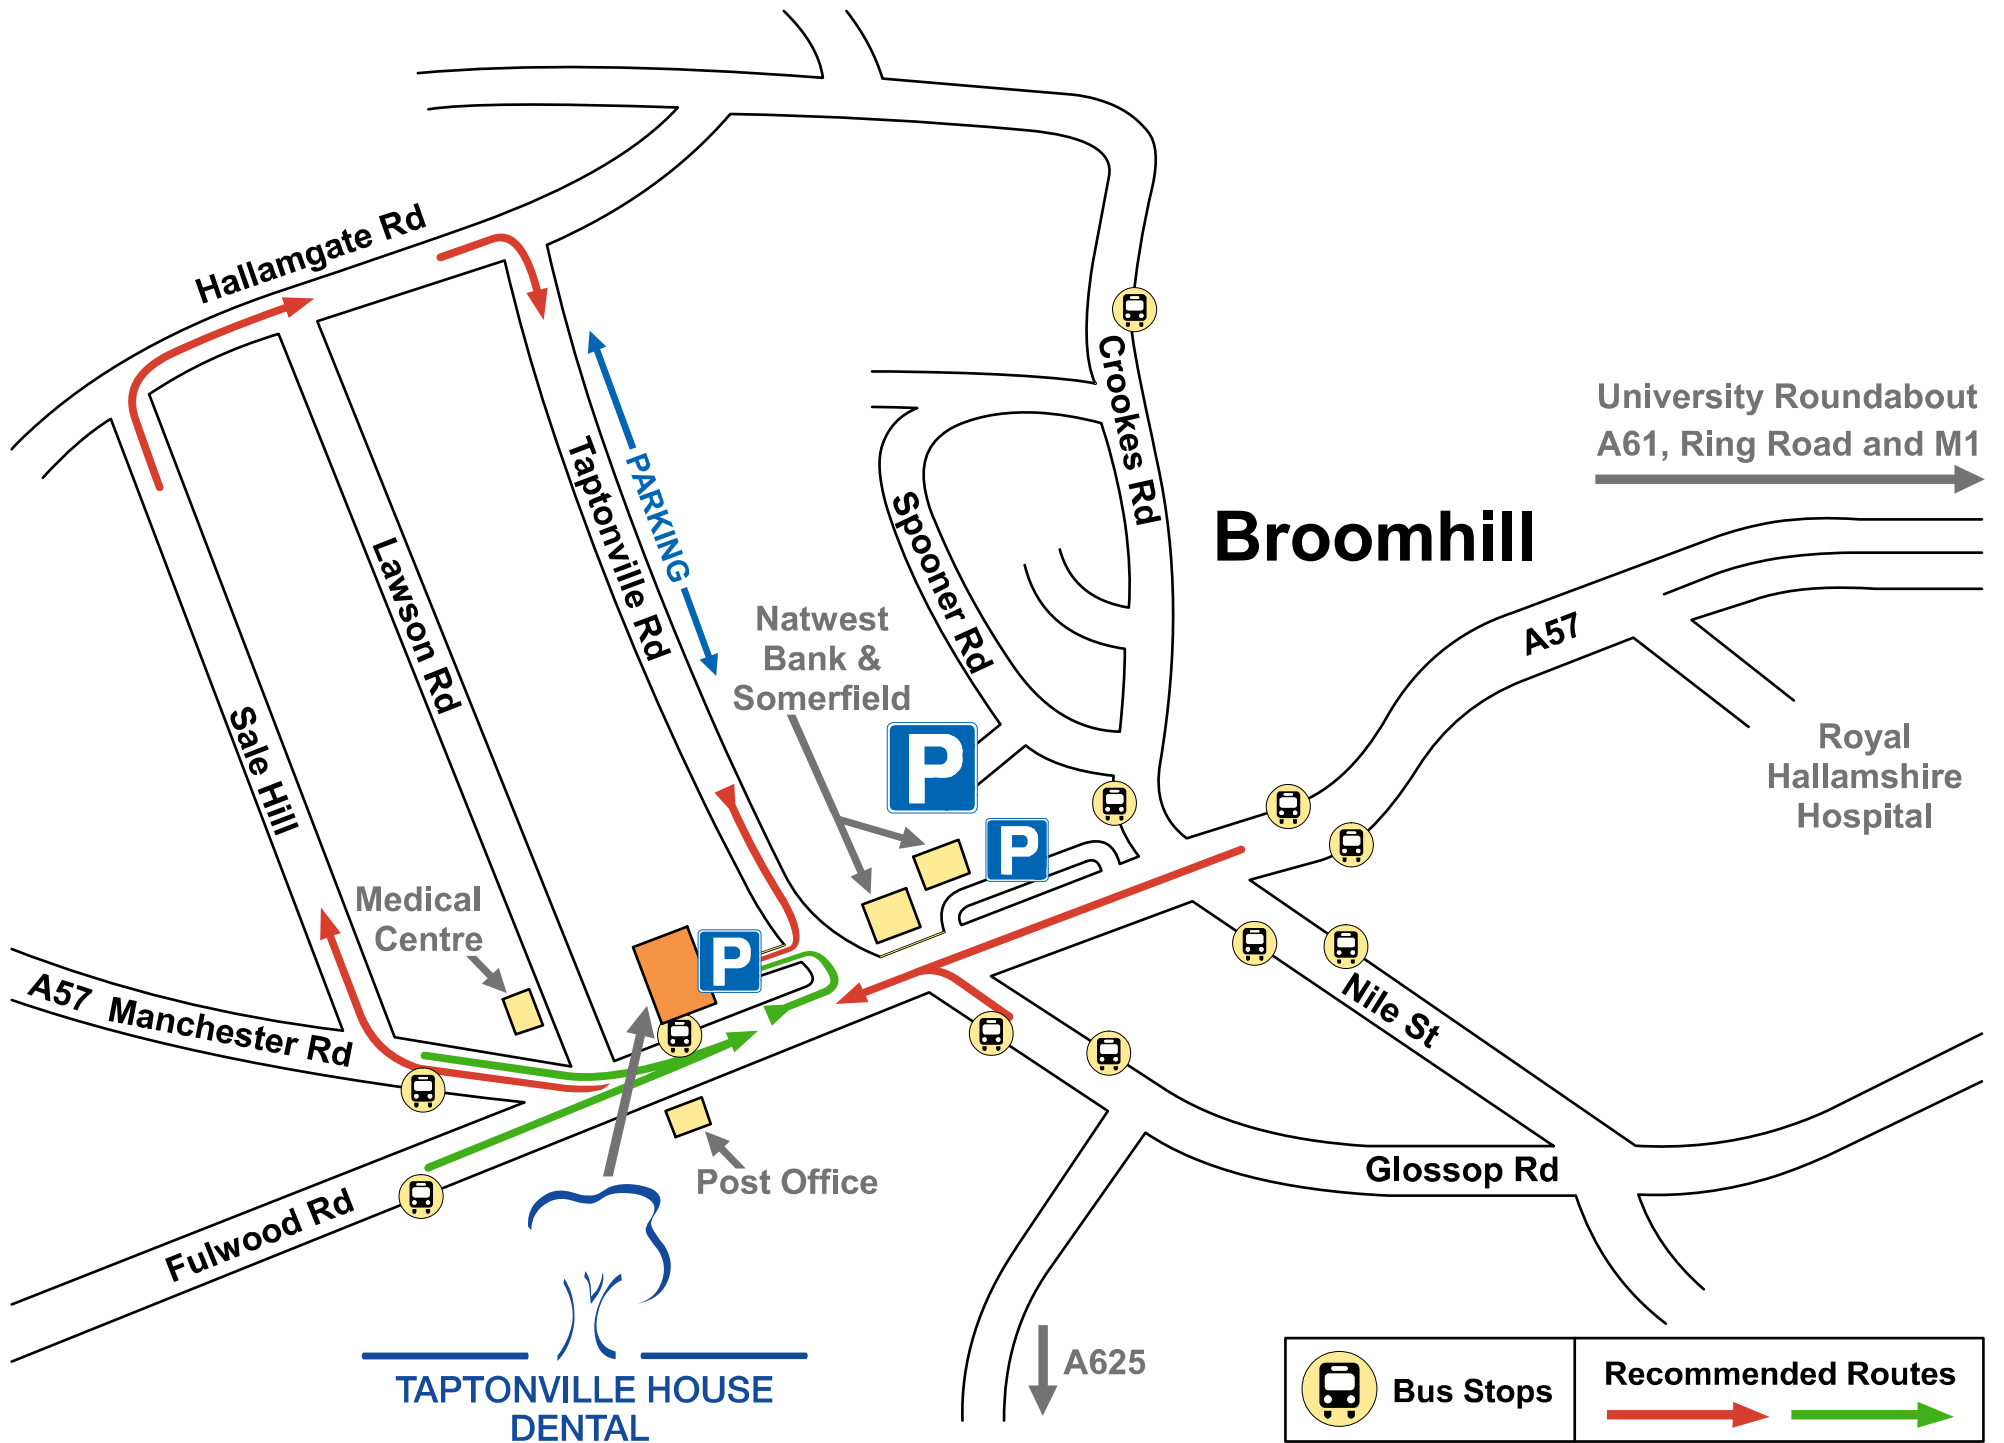 Hallamgate Rd
Crookes Rd
University Roundabout
A61, Ring Road and M1
Broomhill
Taptonville Rd
PARKING
Spooner Rd
Lawson Rd
A57
Natwest
Bank &
Somerfield
Sale Hill
P
Royal
Hallamshire
Hospital
P
Medical
Centre
P
A57 Manchester Rd
Nile St
Post Office
Glossop Rd
Fulwood Rd
A625
TAPTONVILLE HOUSE
DENTAL
Bus Stops
Recommended Routes